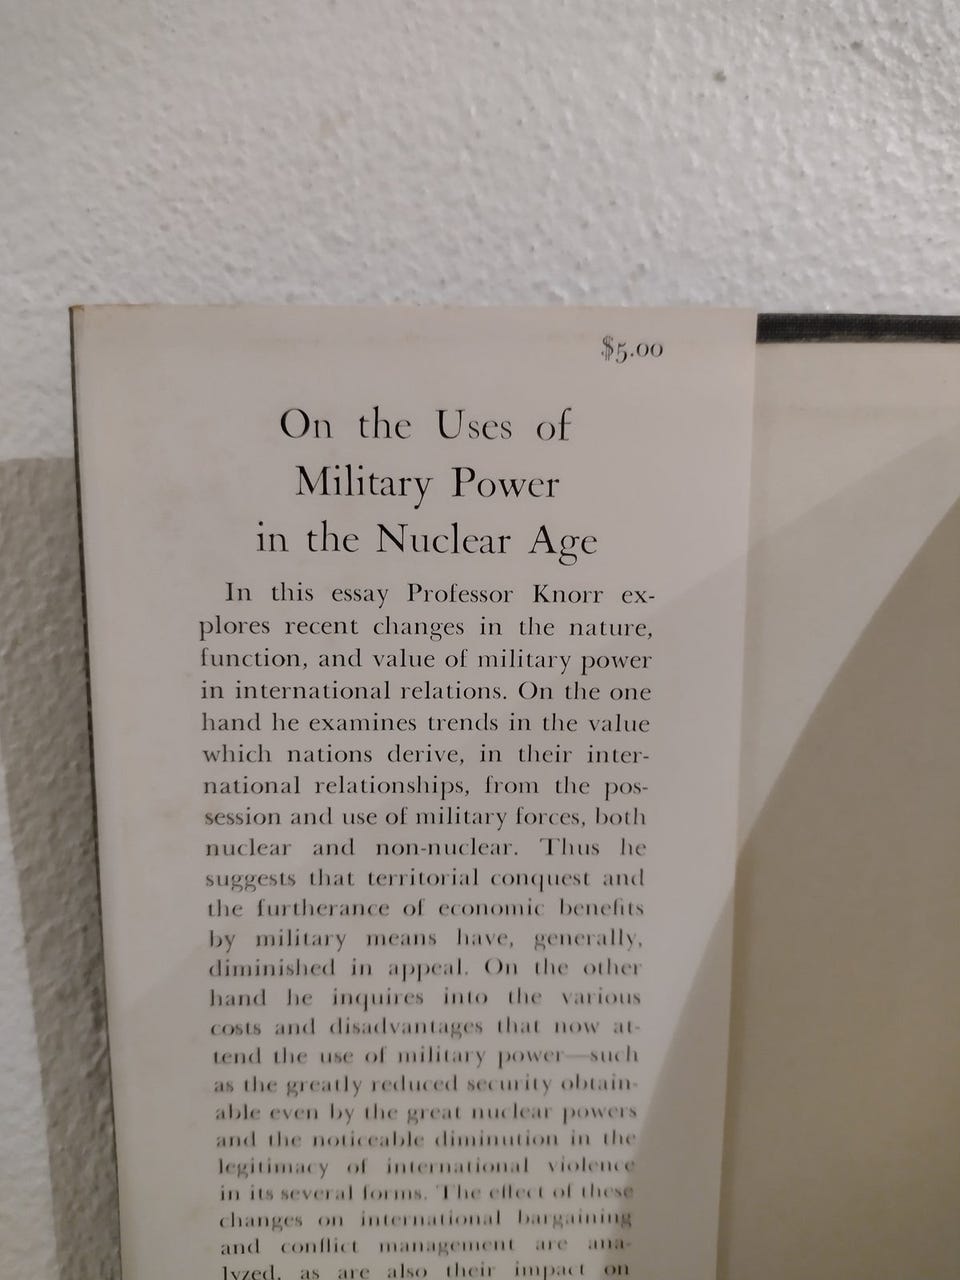 $5.00
On the Uses of
Military Power
in the Nuclear Age
In this essay Professor Knorr ex-
plores recent changes in the nature,
function, and value of military power
in international relations. On the one
hand he examines trends in the value
which nations derive, in their inter-
national relationships, from the pos-
session and use of military forces, both
nuclear and non-nuclear. Thus he
suggests that territorial conquest and
the furtherance of economic benefits
by military means have, generally,
diminished in appeal. On the other
hand he inquires into the various
costs and disadvantages that now at-
tend the use of military power—such
as the greatly reduced security obtain-
able even by the great nuclear powers
and the noticeable diminution in the
legitimacy of international violence
in its several forms. The effect of these
changes on international bargaining
and conflict management are ana-
lyzed, as are also their impact on